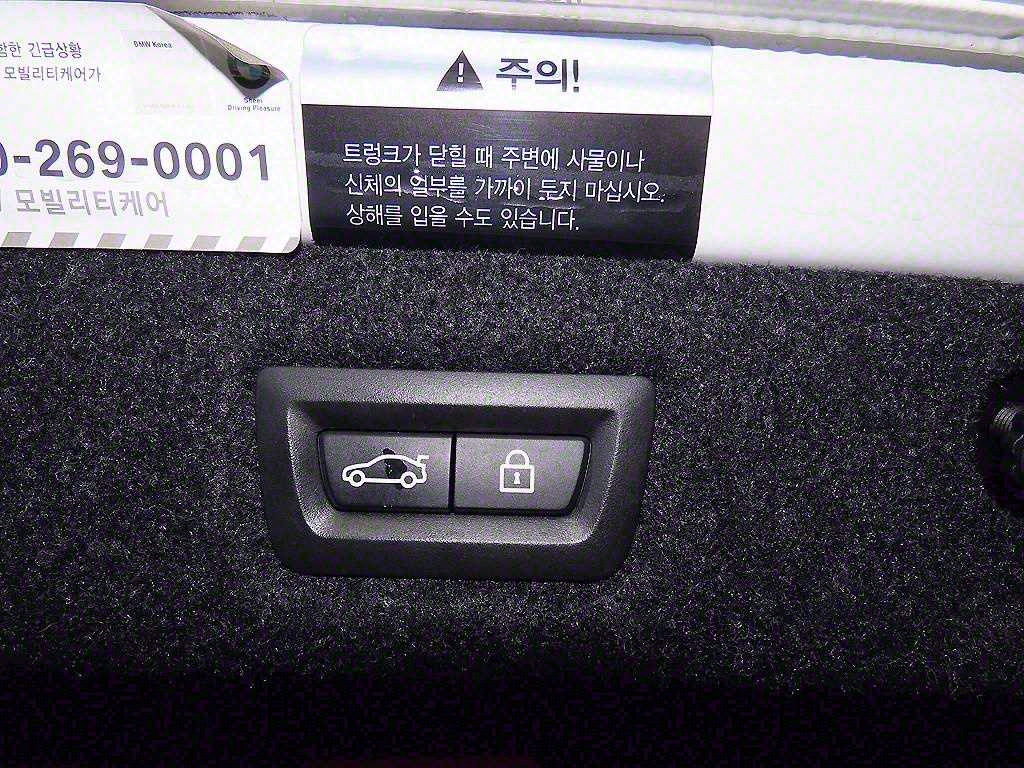 함한 긴급상황
모빌리티케어가
BMW Korea
Sheer
Driving Pleasure
0-269-0001
모빌리티케어
주의!
트렁크가 닫힐 때 주변에 사물이나
신체의 일부를 가까이 두지 마십시오.
상해를 입을 수도 있습니다.